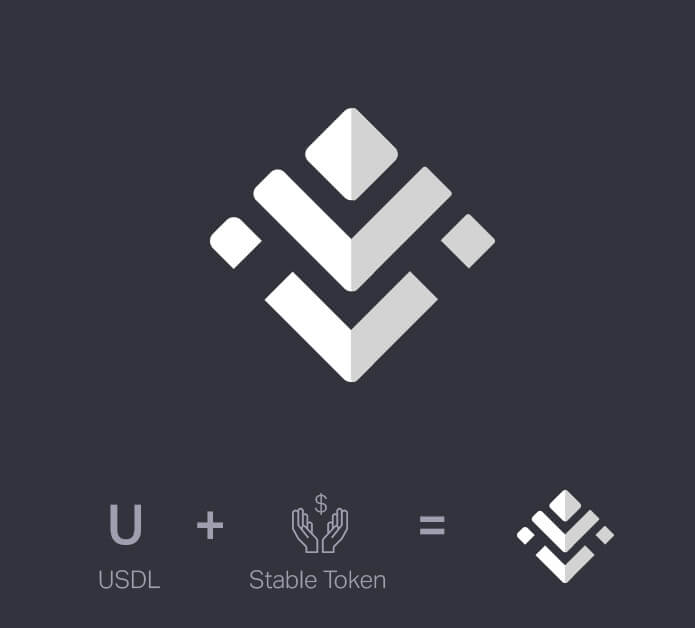 U + $ =
USDL Stable Token